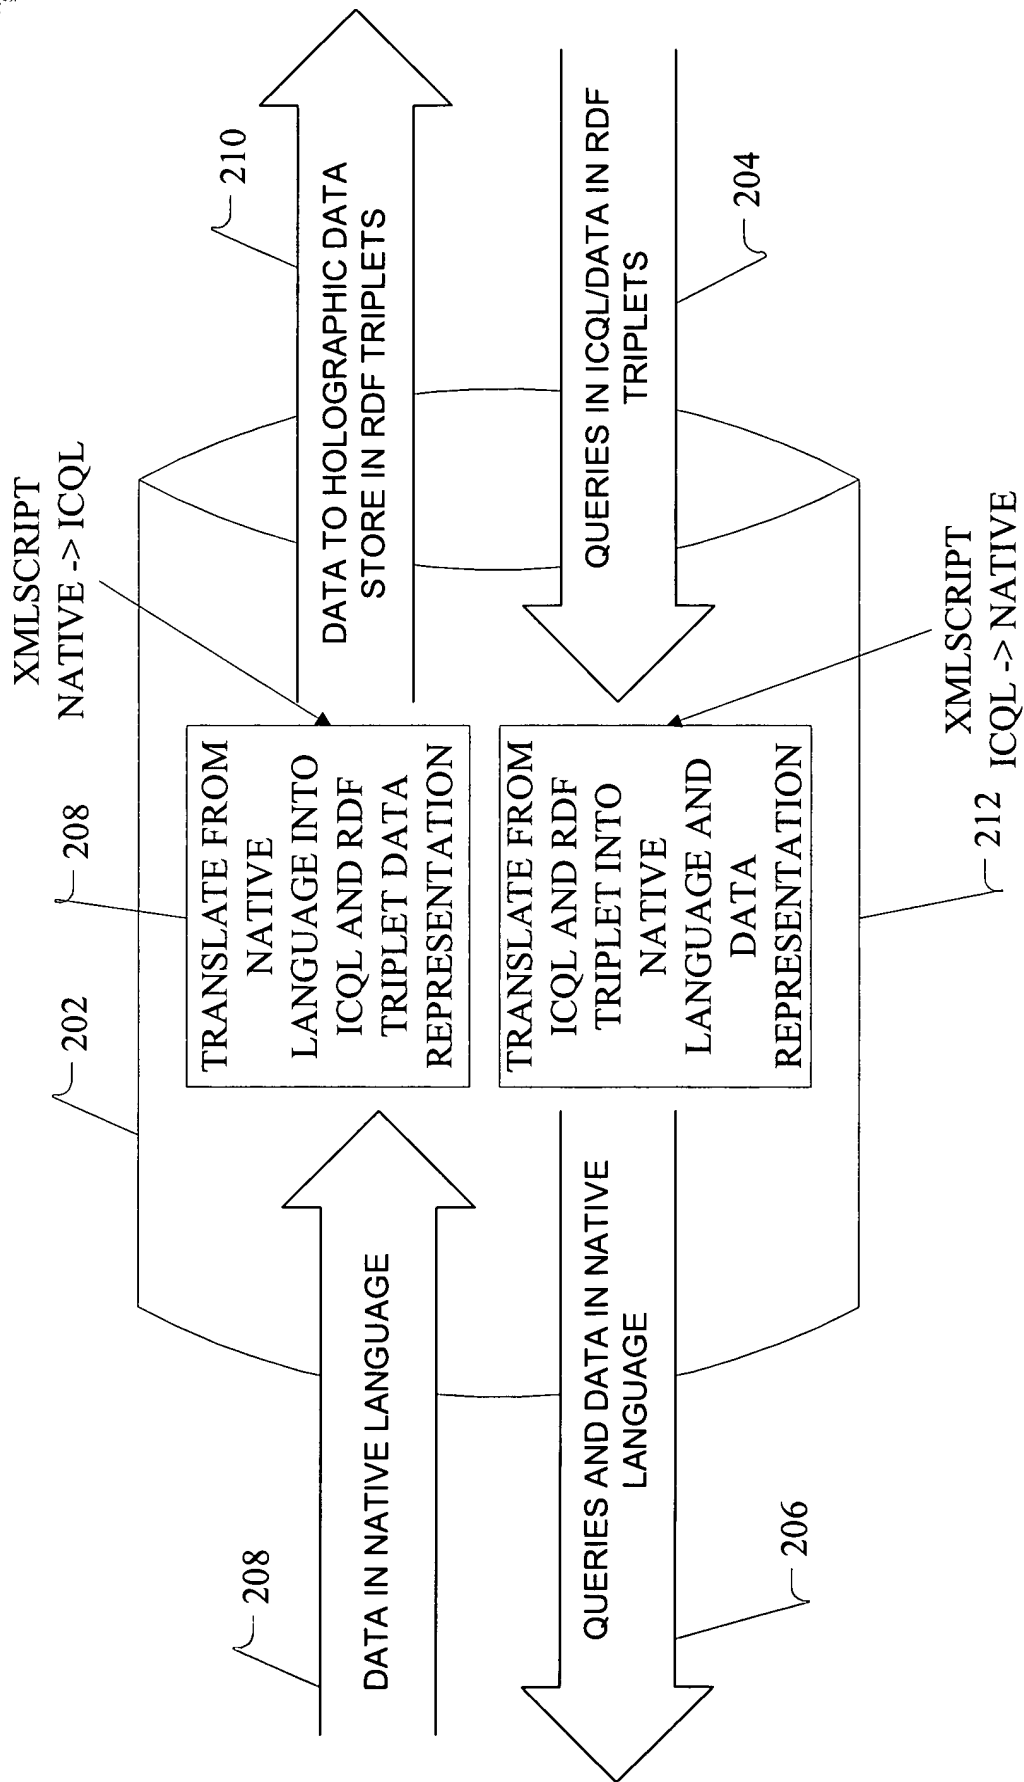 XMLSCRIPT
NATIVE -> ICQL
202
208
210
208
DATA IN NATIVE LANGUAGE
TRANSLATE FROM
NATIVE
LANGUAGE INTO
ICQL AND RDF
TRIPLET DATA
REPRESENTATION
DATA TO HOLOGRAPHIC DATA
STORE IN RDF TRIPLETS
QUERIES AND DATA IN NATIVE
LANGUAGE
TRANSLATE FROM
ICQL AND RDF
TRIPLET INTO
NATIVE
LANGUAGE AND
DATA
REPRESENTATION
QUERIES IN ICQL/DATA IN RDF
TRIPLETS
206
204
212
XMLSCRIPT
ICQL -> NATIVE